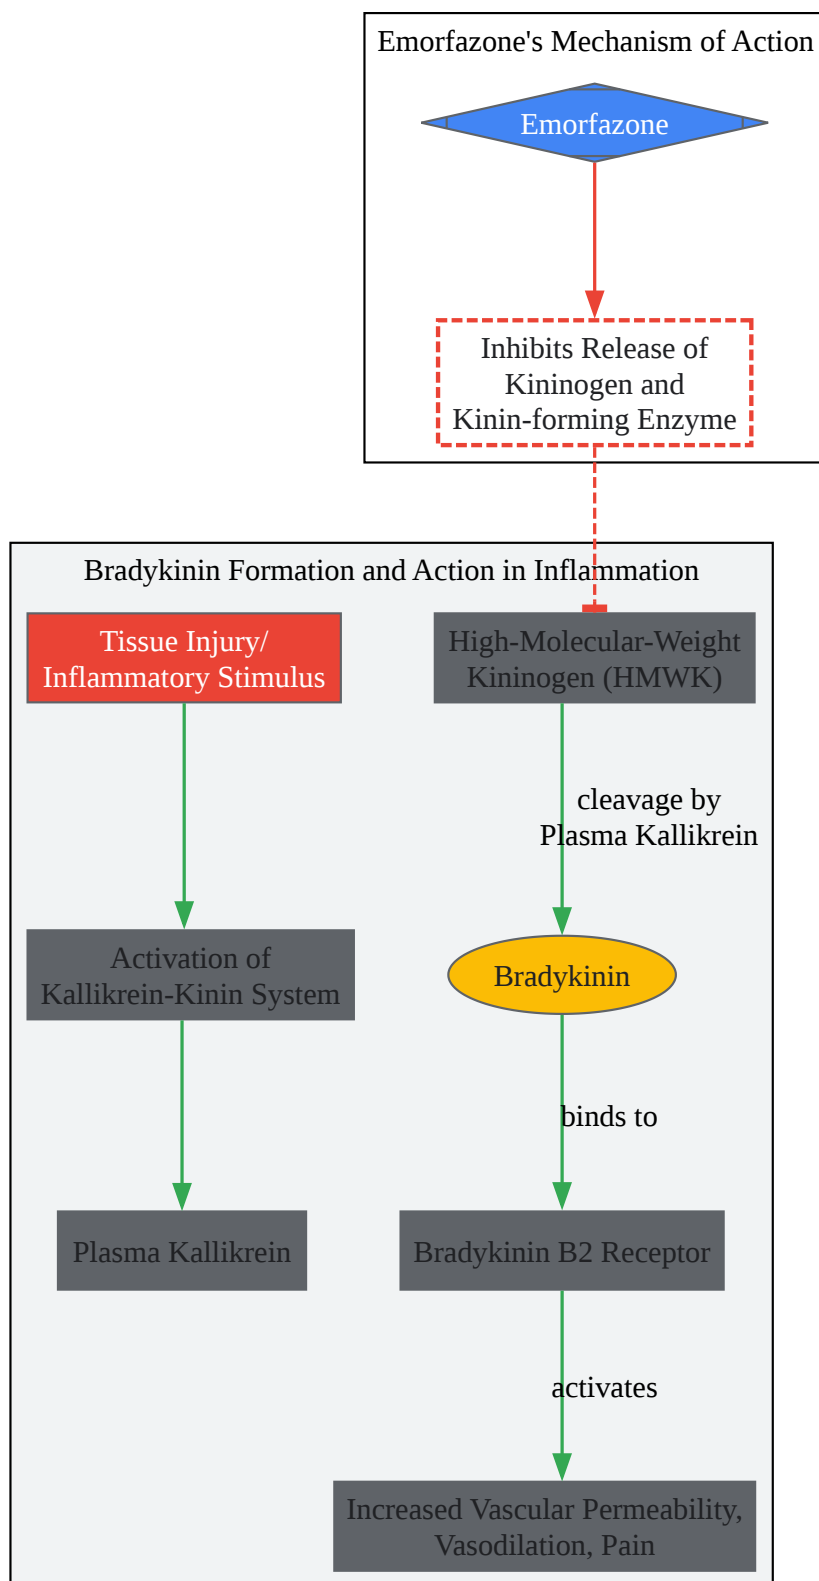 Emorfazone's Mechanism of Action
Emorfazone
Inhibits Release of
Kininogen and
Kinin-forming Enzyme
Bradykinin Formation and Action in Inflammation
Tissue Injury/
Inflammatory Stimulus
High-Molecular-Weight
Kininogen (HMWK)
cleavage by
Plasma Kallikrein
Activation of
Kallikrein-Kinin System
Bradykinin
binds to
Plasma Kallikrein
Bradykinin B2 Receptor
activates
Increased Vascular Permeability,
Vasodilation, Pain